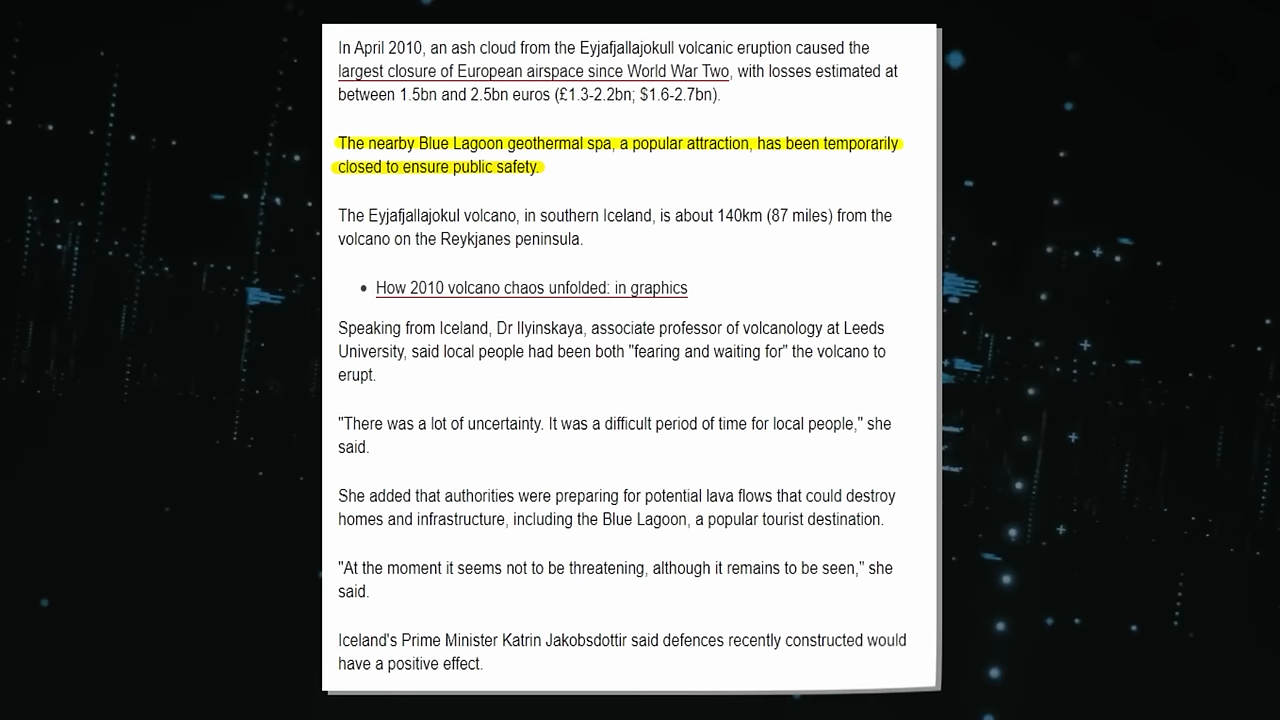 In April 2010, an ash cloud from the Eyjafjallajokull volcanic eruption caused the
largest closure of European airspace since World War Two, with losses estimated at
between 1.5bn and 2.5bn euros (£1.3-2.2bn; $1.6-2.7bn).
The nearby Blue Lagoon geothermal spa, a popular attraction, has been temporarily
closed to ensure public safety.
The Eyjafjallajokul volcano, in southern Iceland, is about 140km (87 miles) from the
volcano on the Reykjanes peninsula.
• How 2010 volcano chaos unfolded: in graphics
Speaking from Iceland, Dr Ilyinskaya, associate professor of volcanology at Leeds
University, said local people had been both "fearing and waiting for" the volcano to
erupt.
"There was a lot of uncertainty. It was a difficult period of time for local people," she
said.
She added that authorities were preparing for potential lava flows that could destroy
homes and infrastructure, including the Blue Lagoon, a popular tourist destination.
"At the moment it seems not to be threatening, although it remains to be seen," she
said.
Iceland's Prime Minister Katrin Jakobsdottir said defences recently constructed would
have a positive effect.